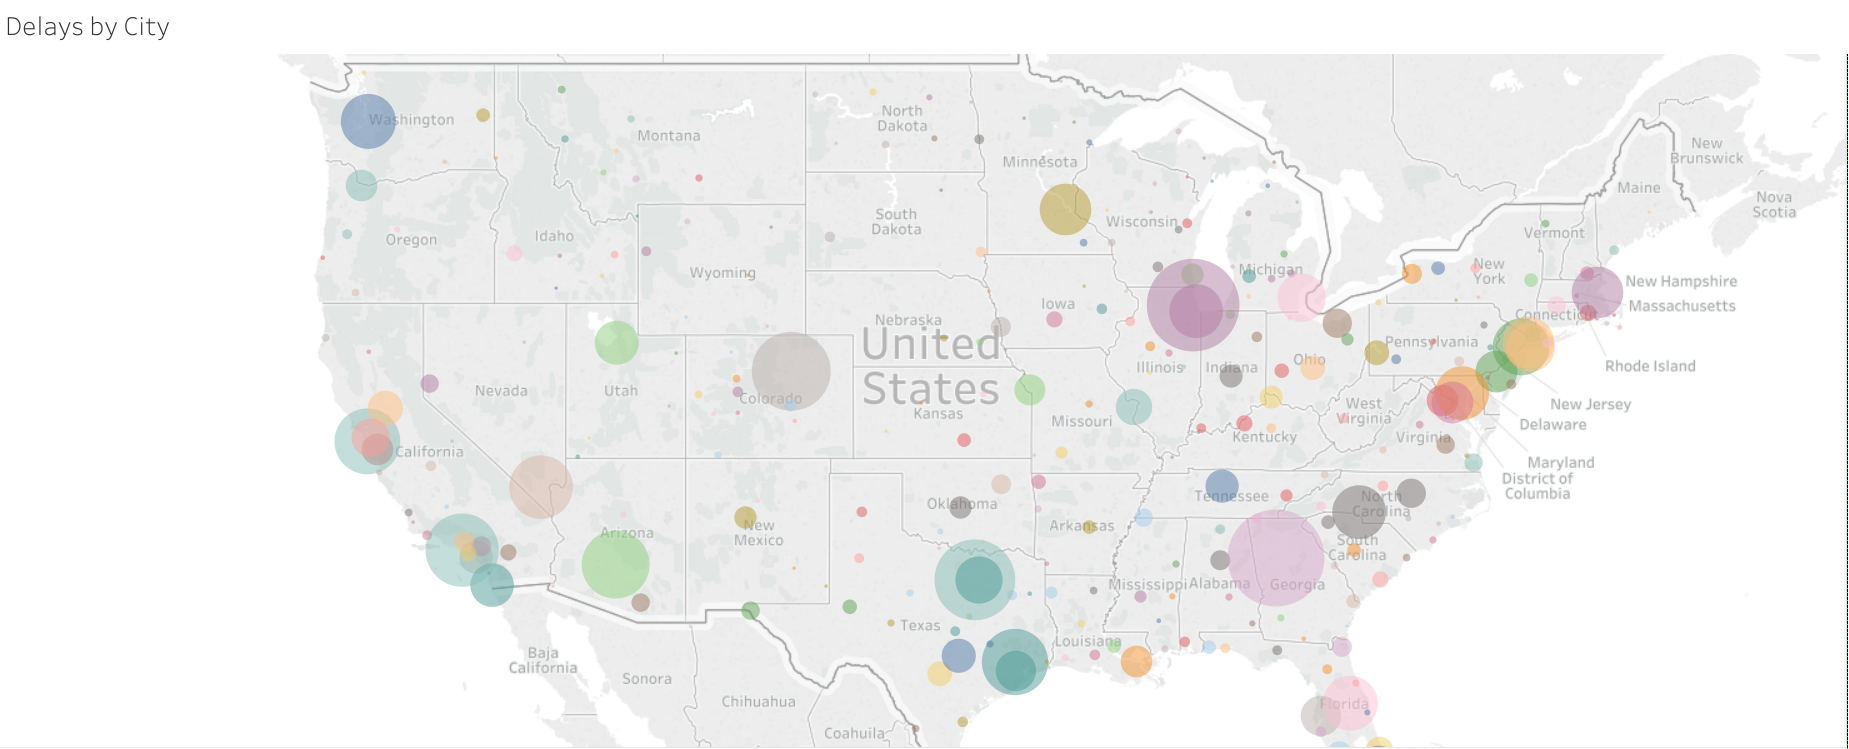 Delays by City
Washington
Montana
North
Dakota
Minnesota
New
Brunswick
Maine
Nova
Scotia
Oregon
Idaho
South
Dakota
Wisconsin
Vermont
Wyoming
Michigan
New
York
New Hampshire
Massachusetts
Iowa
Nebraska
Connecticut
United
States
Pennsylvania
Rhode Island
Nevada
Utah
Colorado
Kansas
Illinois
Indiana
Ohio
West
Virginia
New Jersey
Delaware
Missouri
Kentucky
Virginia
California
Maryland
District of
Columbia
Arizona
New
Mexico
Oklahoma
Arkansas
Tennessee
North
Carolina
South
Carolina
Mississippi
Alabama
Georgia
Texas
Louisiana
Baja
California
Sonora
Chihuahua
Coahuila
Florida